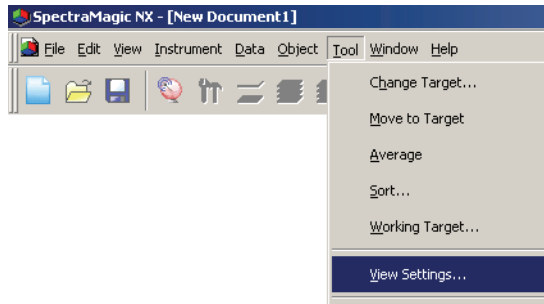 SpectraMagic NX - [New Document1]
File Edit View Instrument Data Object Tool Window Help
Change Target...
Move to Target
Average
Sort...
Working Target...
View Settings...